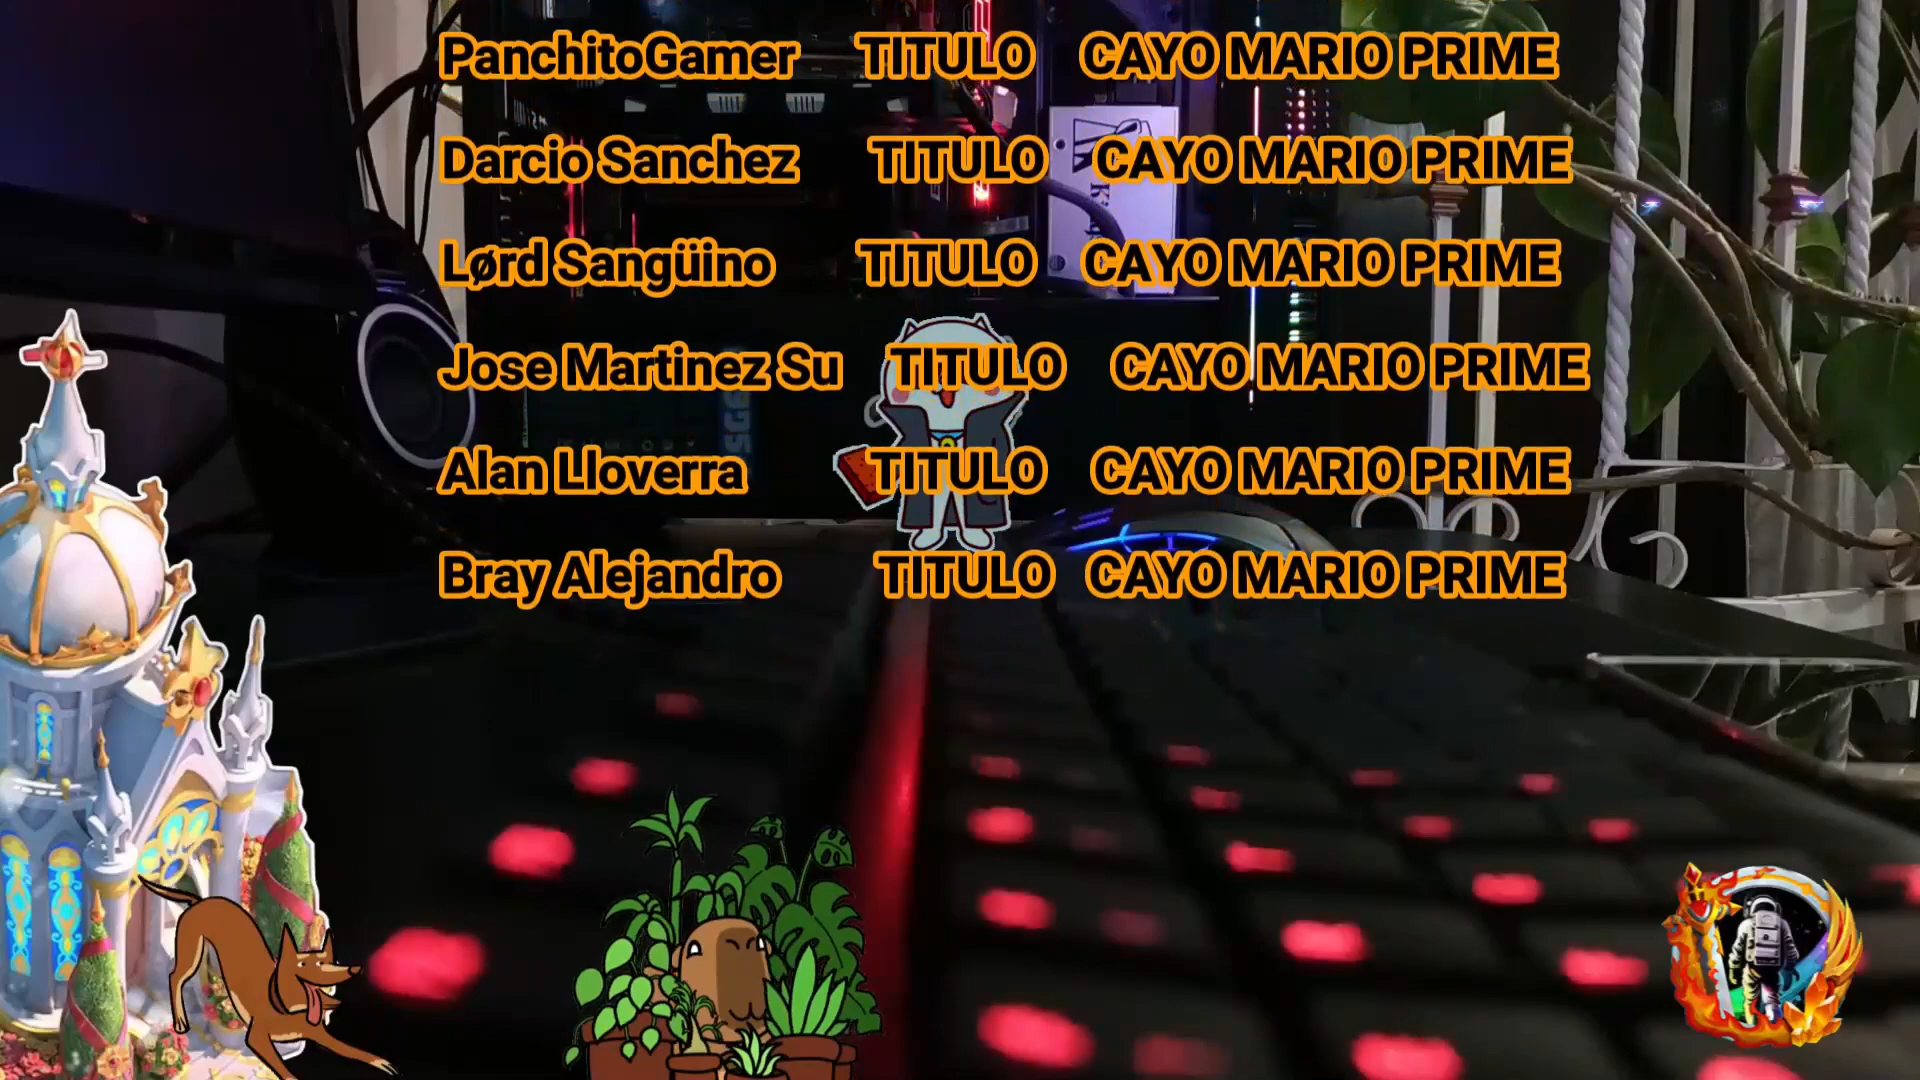 PanchitoGamer TITULO CAYO MARIO PRIME
Darcio Sanchez TITULO CAYO MARIO PRIME
Lørd Sangüino TITULO CAYO MARIO PRIME
Jose Martinez Su TITULO CAYO MARIO PRIME
Alan Lloverra TITULO CAYO MARIO PRIME
Bray Alejandro TITULO CAYO MARIO PRIME